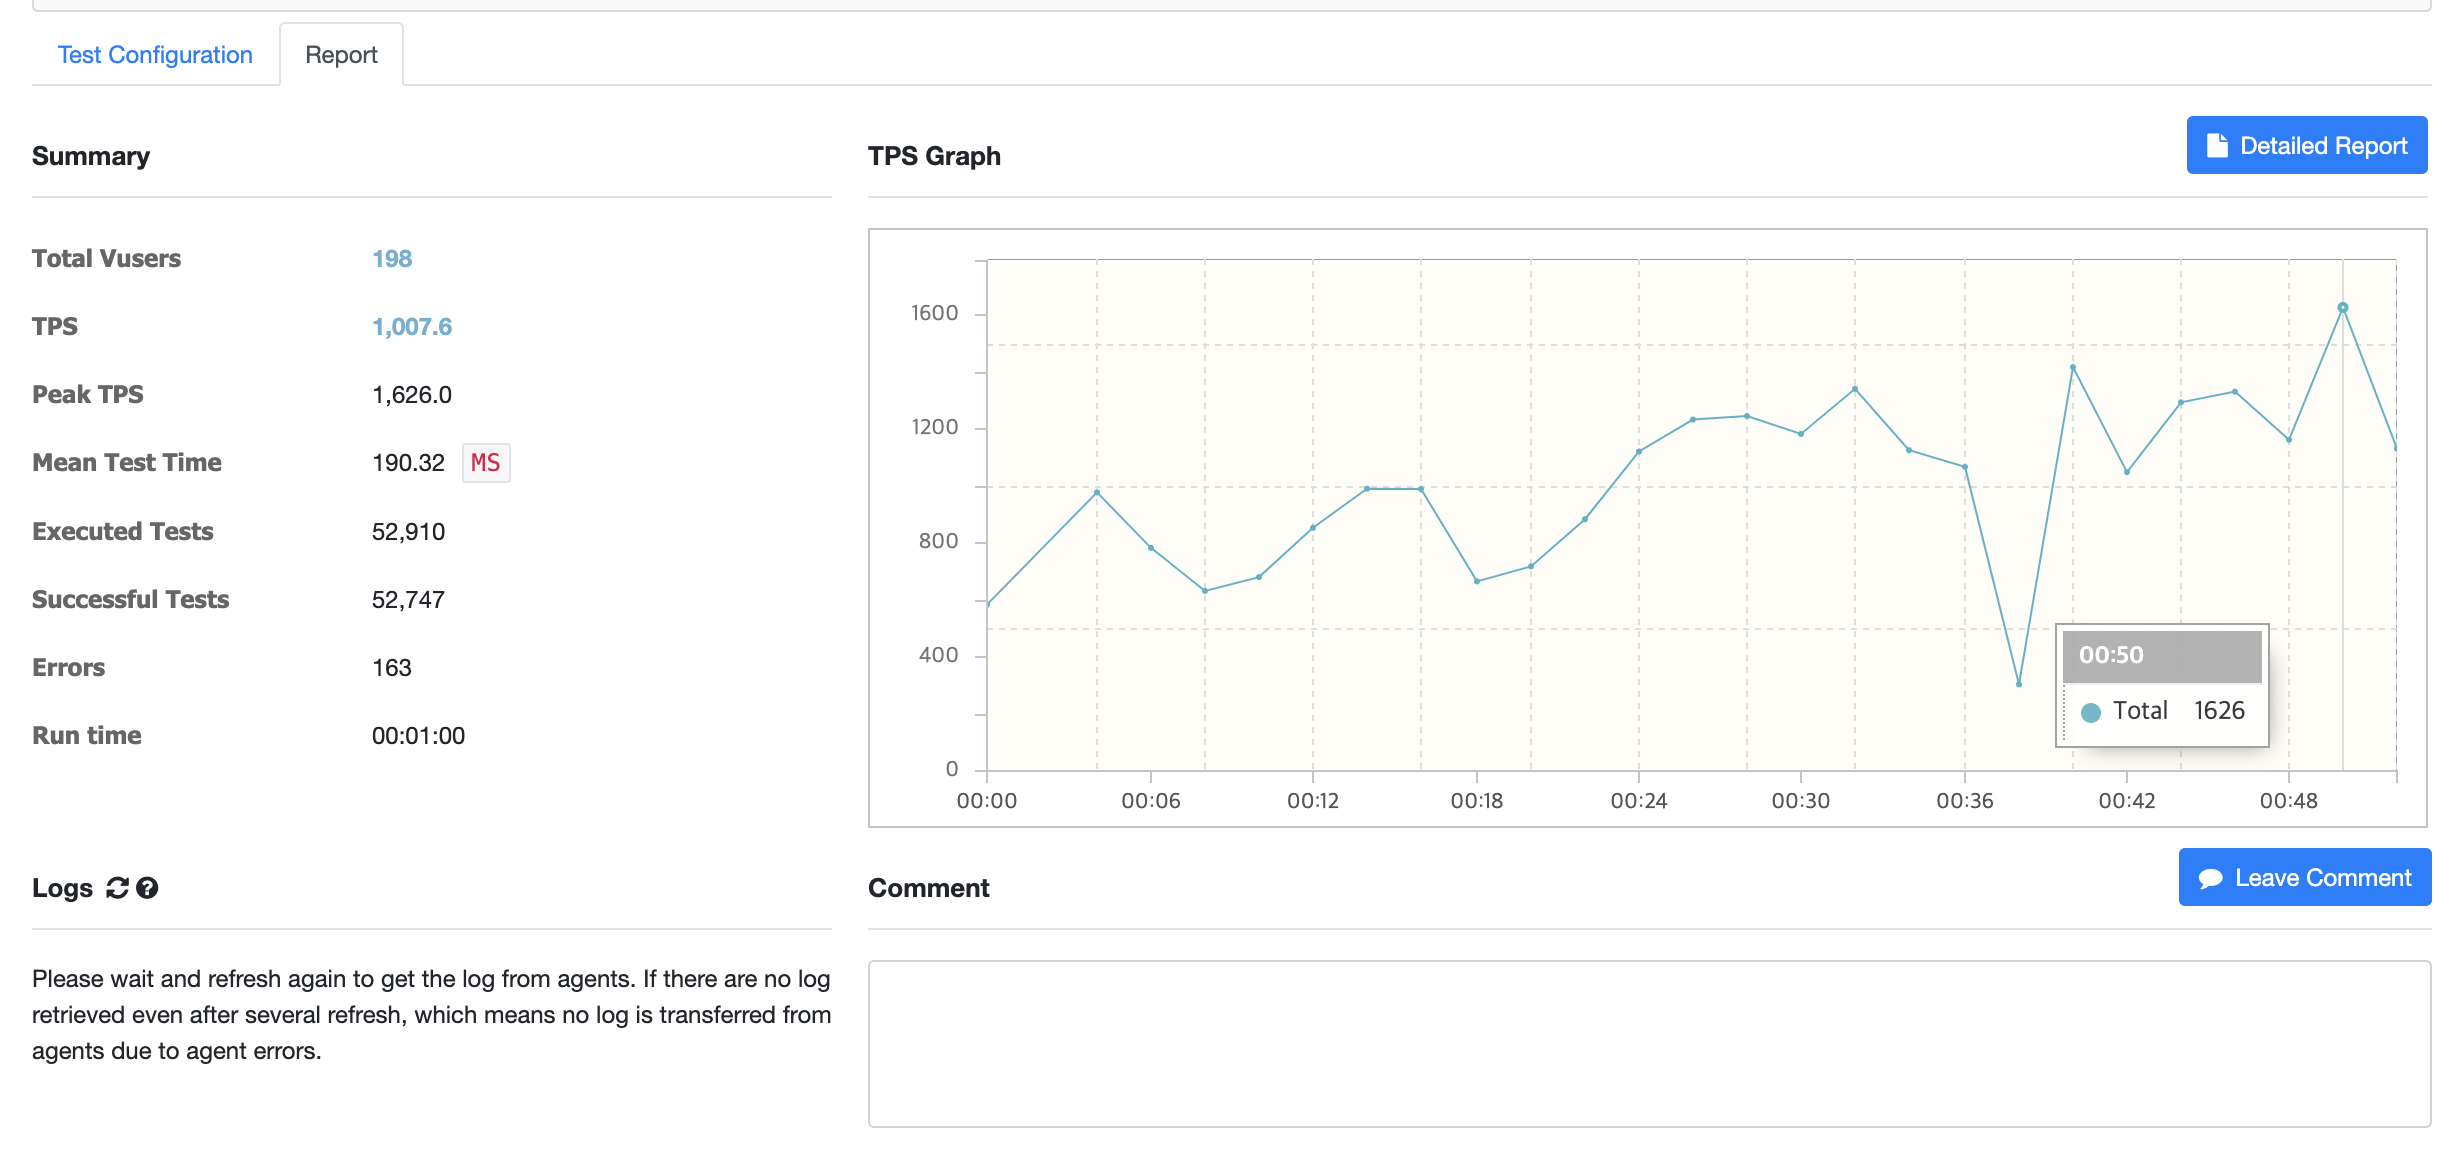 Test Configuration
Report
Summary
Total Vusers 198
TPS 1,007.6
Peak TPS 1,626.0
Mean Test Time 190.32 MS
Executed Tests 52,910
Successful Tests 52,747
Errors 163
Run time 00:01:00
TPS Graph
Detailed Report
1600
1200
800
400
0
00:00 00:06 00:12 00:18 00:24 00:30 00:36 00:42 00:48
00:50
Total 1626
Logs
Please wait and refresh again to get the log from agents. If there are no log
retrieved even after several refresh, which means no log is transferred from
agents due to agent errors.
Comment
Leave Comment